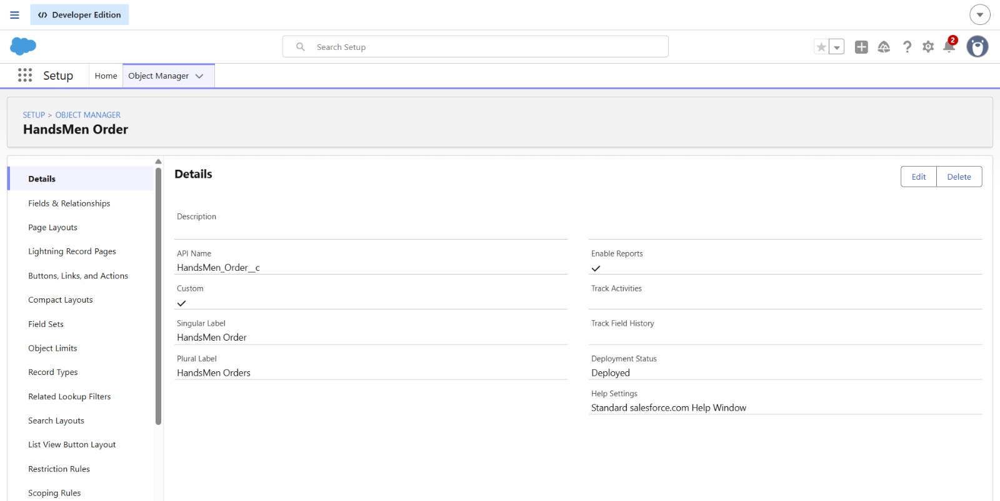 Developer Edition
Search Setup
2
Setup
Home
Object Manager
SETUP > OBJECT MANAGER
HandsMen Order
Details
Fields & Relationships
Page Layouts
Lightning Record Pages
Buttons, Links, and Actions
Compact Layouts
Field Sets
Object Limits
Record Types
Related Lookup Filters
Search Layouts
List View Button Layout
Restriction Rules
Scoping Rules
Details
Edit
Delete
Description
API Name
HandsMen_Order__c
Custom
Singular Label
HandsMen Order
Plural Label
HandsMen Orders
Enable Reports
Track Activities
Track Field History
Deployment Status
Deployed
Help Settings
Standard salesforce.com Help Window